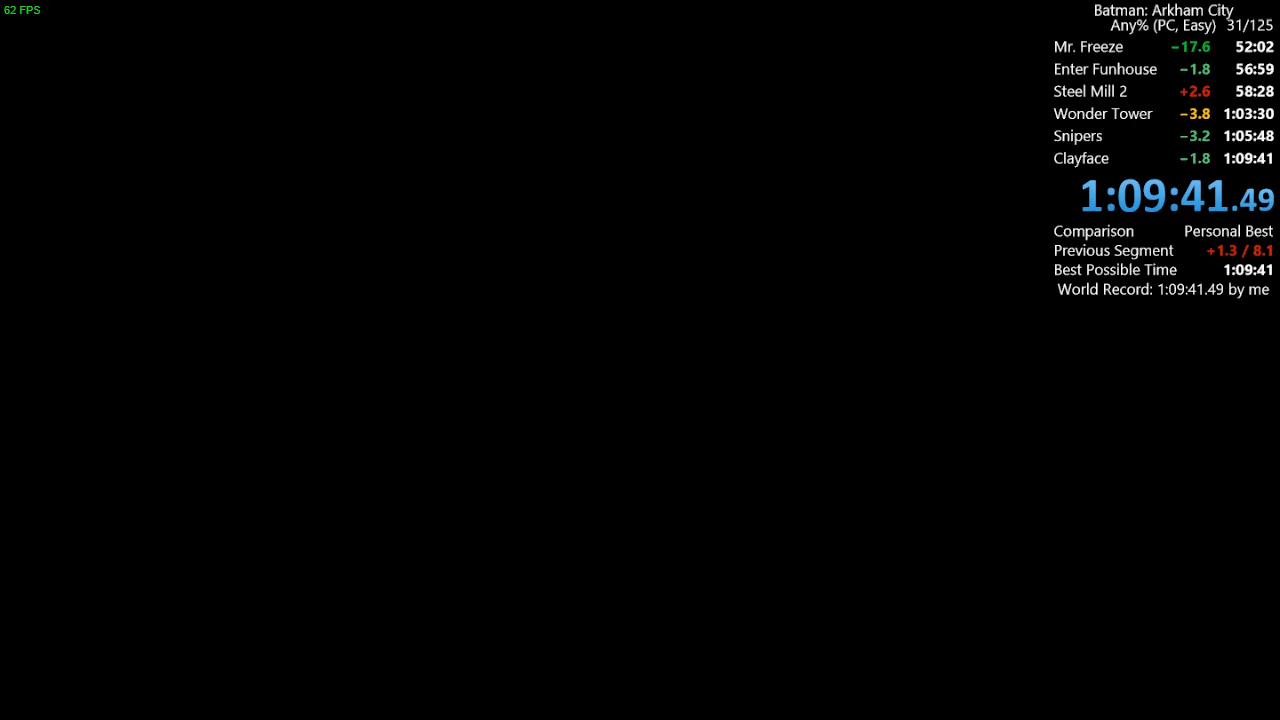 62 FPS
Batman: Arkham City
Any% (PC, Easy) 31/125
Mr. Freeze −17.6 52:02
Enter Funhouse −1.8 56:59
Steel Mill 2 +2.6 58:28
Wonder Tower −3.8 1:03:30
Snipers −3.2 1:05:48
Clayface −1.8 1:09:41
1:09:41.49
Comparison Personal Best
Previous Segment +1.3 / 8.1
Best Possible Time 1:09:41
World Record: 1:09:41.49 by me